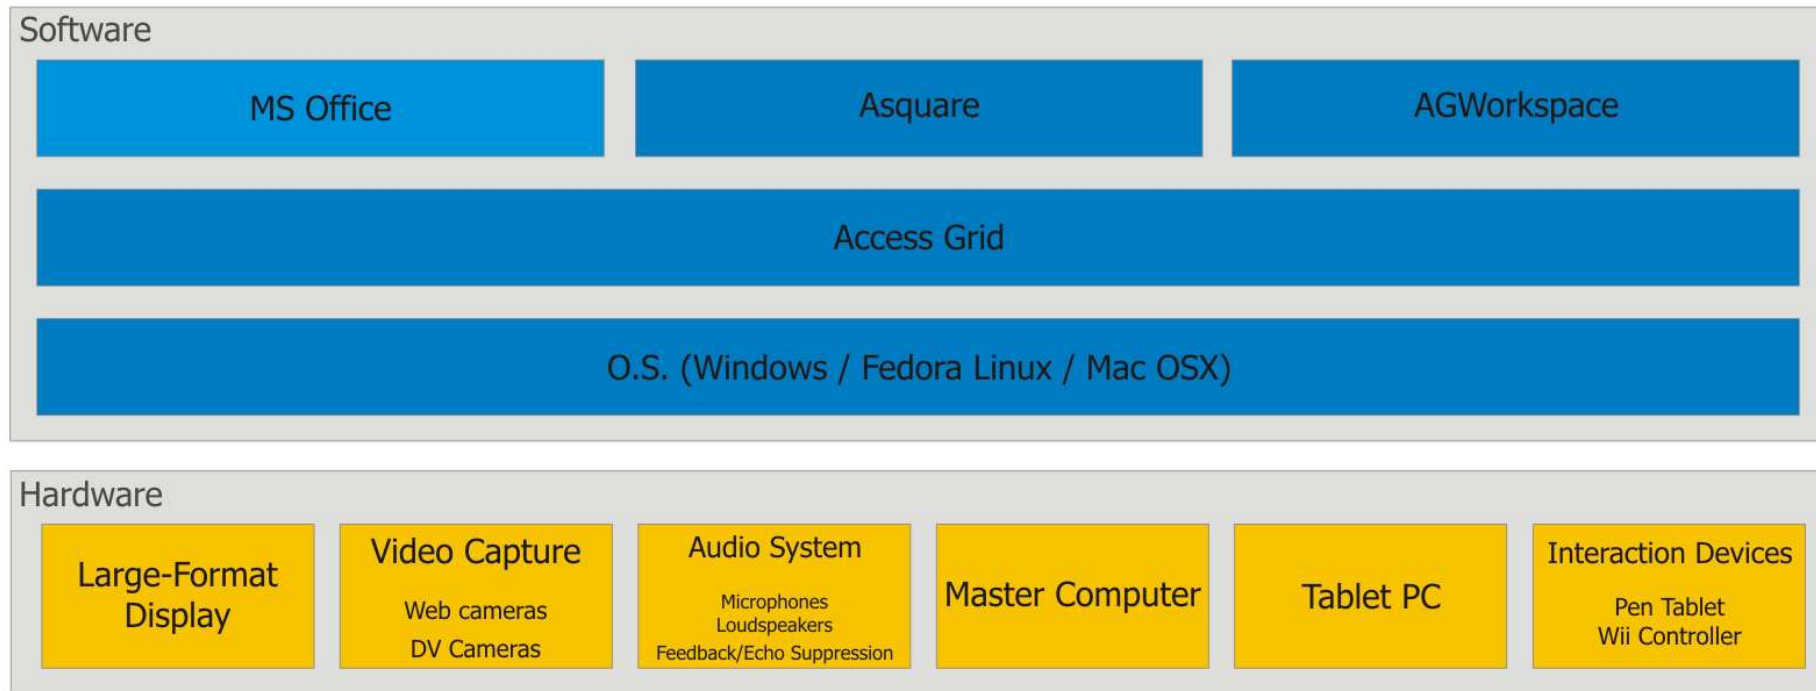 Software
MS Office
Asquare
AGWorkspace
Access Grid
O.S. (Windows / Fedora Linux / Mac OSX)
Hardware
Large-Format
Display
Video Capture
Web cameras
DV Cameras
Audio System
Microphones
Loudspeakers
Feedback/Echo Suppression
Master Computer
Tablet PC
Interaction Devices
Pen Tablet
Wii Controller